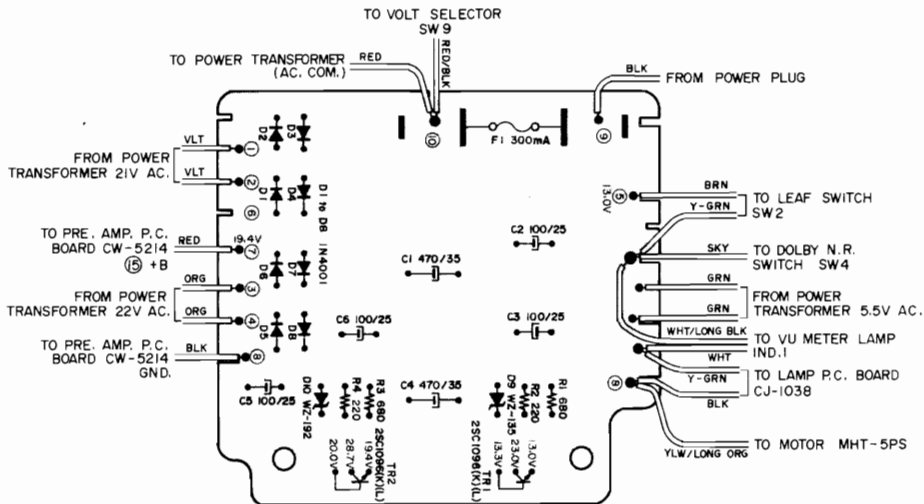 TO VOLT SELECTOR
SW 9
RED/BLK
TO POWER TRANSFORMER
(AC. COM.)
RED
BLK
FROM POWER PLUG
⑩
F1 300mA
⑨
D2
D3
VLT
①
FROM POWER
TRANSFORMER 21V AC.
VLT
②
D1
D4
⑥
D1 to D8 1N4001
TO PRE. AMP. P.C.
BOARD CW-5214
⑮ +B
RED
19.4V
⑦
D6
D7
ORG
③
FROM POWER
TRANSFORMER 22V AC.
ORG
④
D5
D8
TO PRE. AMP. P.C.
BOARD CW-5214
GND.
BLK
⑧
C1 470/35
C2 100/25
C3 100/25
C6 100/25
C4 470/35
C5 100/25
D10 WZ-192
R4 220
R3 680
2SC1096(K)(L)
TR2
20.0V
28.7V
19.4V
D9 WZ-135
R2 220
R1 680
2SC1096(K)(L)
TR1
13.3V
23.0V
13.0V
13.0V
⑤
BRN
Y-GRN
TO LEAF SWITCH
SW2
SKY
TO DOLBY N.R.
SWITCH SW4
GRN
GRN
FROM POWER
TRANSFORMER 5.5V AC.
WHT/LONG BLK
TO VU METER LAMP
IND.1
WHT
Y-GRN
TO LAMP P.C. BOARD
CJ-1038
BLK
⑧
YLW/LONG ORG
TO MOTOR MHT-5PS